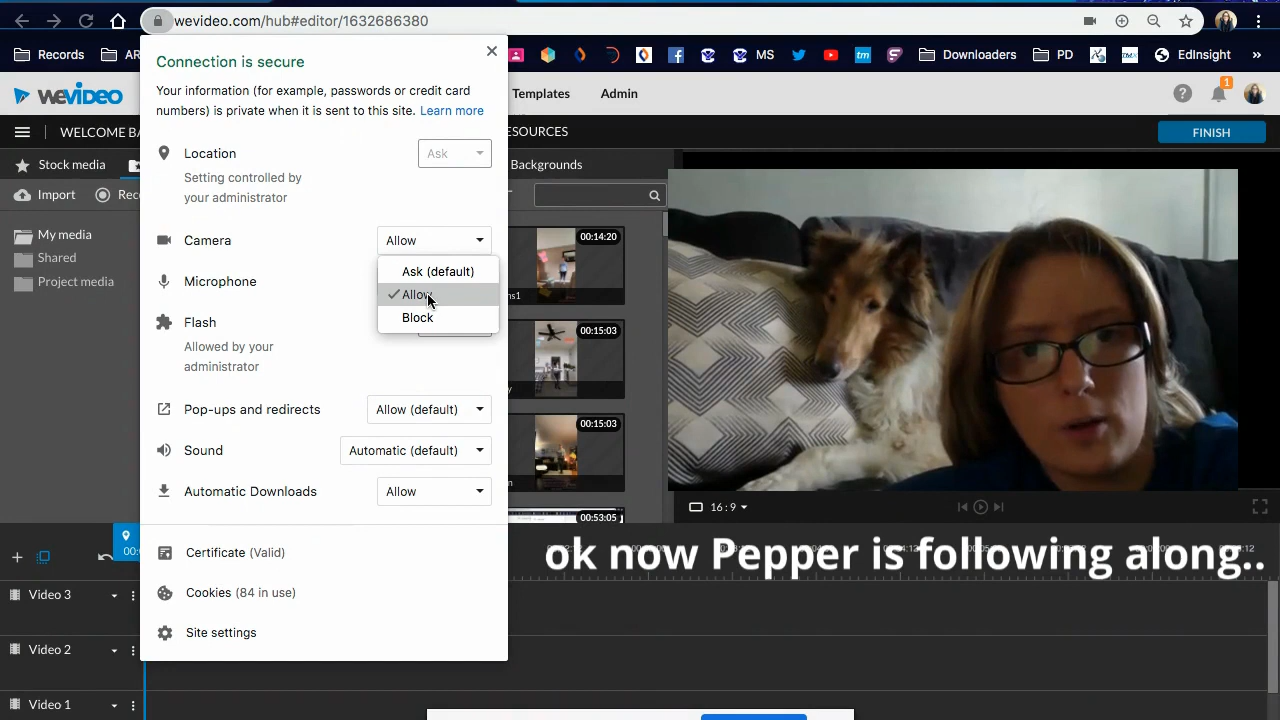 wevideo.com/hub#editor/1632686380
Records
AR
MS
Downloaders
PD
EdInsight
Connection is secure
Your information (for example, passwords or credit card
numbers) is private when it is sent to this site. Learn more
Location
Ask
Setting controlled by
your administrator
Camera
Allow
Ask (default)
Microphone
Allow
Block
Flash
Allowed by your
administrator
Pop-ups and redirects
Allow (default)
Sound
Automatic (default)
Automatic Downloads
Allow
Certificate (Valid)
Cookies (84 in use)
Site settings
WEVIDEO
Templates
Admin
1
WELCOME BA
ESOURCES
FINISH
Stock media
Backgrounds
Import
Rec
My media
Shared
Project media
00:14:20
ns1
00:15:03
y
00:15:03
m
00:53:05
16:9
ok now Pepper is following along..
Video 3
Video 2
Video 1